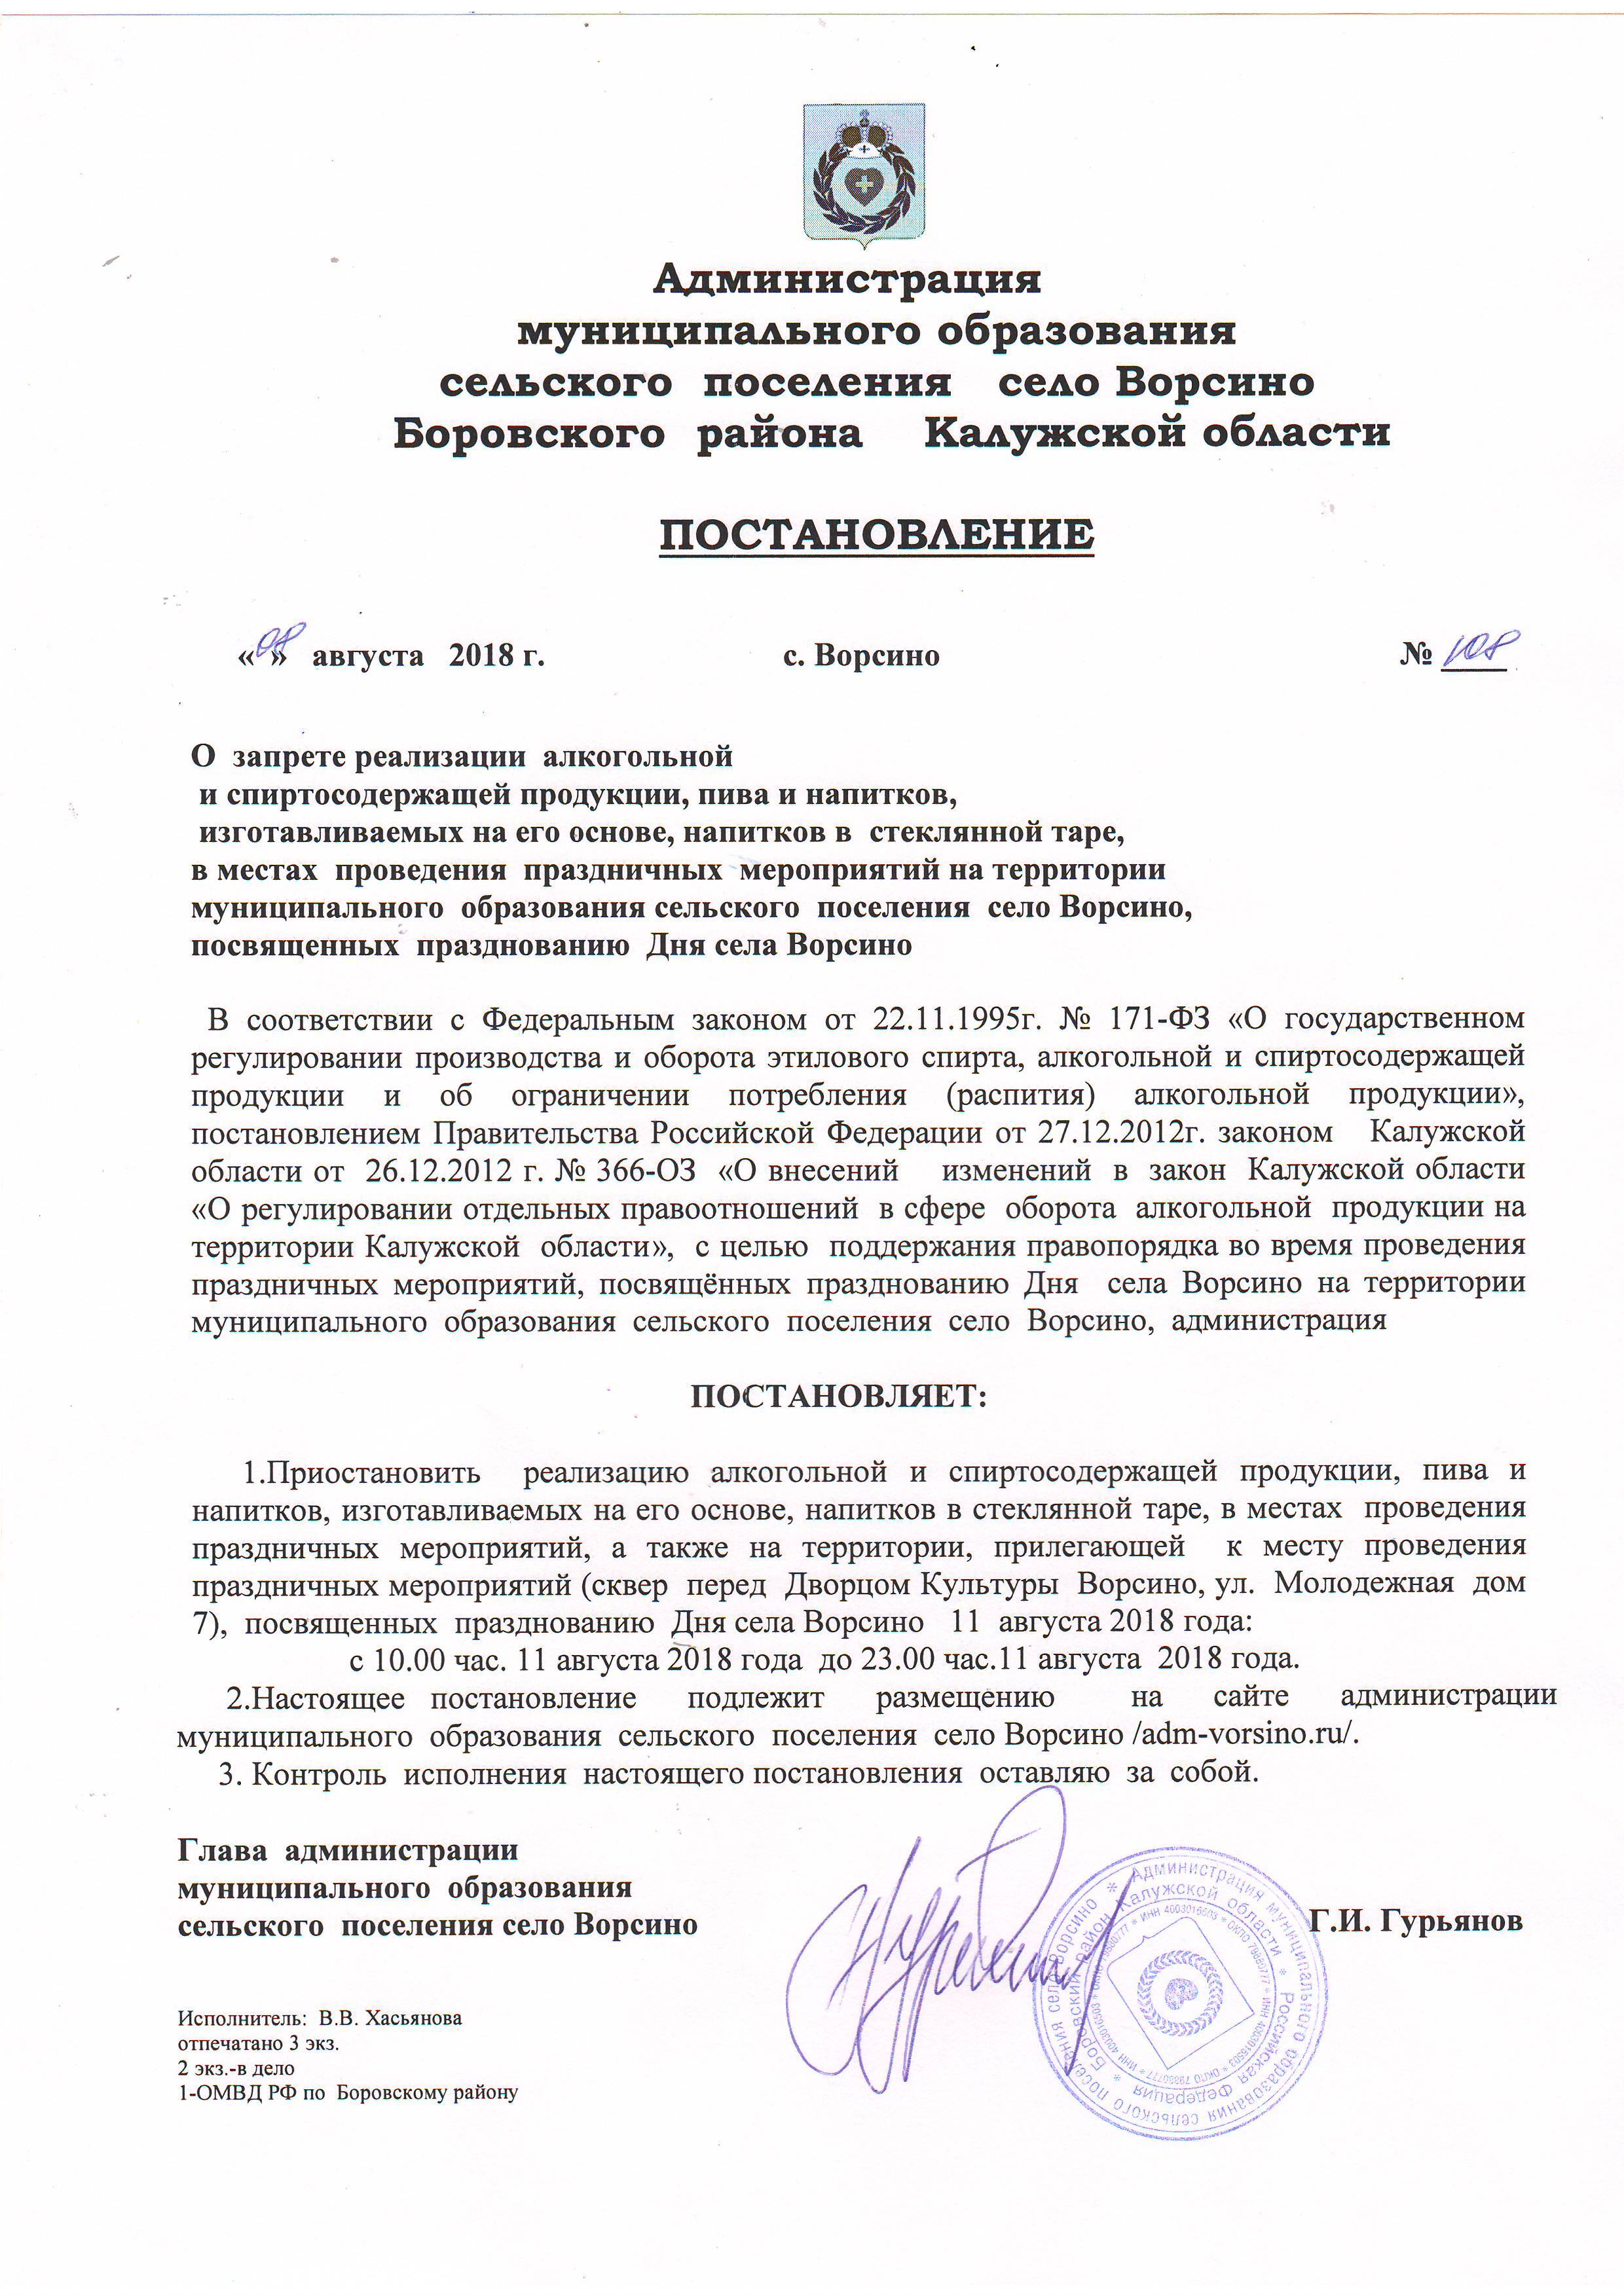 Администрация
муниципального образования
сельского поселения село Ворсино
Боровского района Калужской области
ПОСТАНОВЛЕНИЕ
«08» августа 2018 г. с. Ворсино № 108
О запрете реализации алкогольной
и спиртосодержащей продукции, пива и напитков,
изготавливаемых на его основе, напитков в стеклянной таре,
в местах проведения праздничных мероприятий на территории
муниципального образования сельского поселения село Ворсино,
посвященных празднованию Дня села Ворсино
В соответствии с Федеральным законом от 22.11.1995г. № 171-ФЗ «О государственном
регулировании производства и оборота этилового спирта, алкогольной и спиртосодержащей
продукции и об ограничении потребления (распития) алкогольной продукции»,
постановлением Правительства Российской Федерации от 27.12.2012г. законом Калужской
области от 26.12.2012 г. № 366-ОЗ «О внесений изменений в закон Калужской области
«О регулировании отдельных правоотношений в сфере оборота алкогольной продукции на
территории Калужской области», с целью поддержания правопорядка во время проведения
праздничных мероприятий, посвящённых празднованию Дня села Ворсино на территории
муниципального образования сельского поселения село Ворсино, администрация
ПОСТАНОВЛЯЕТ:
1.Приостановить реализацию алкогольной и спиртосодержащей продукции, пива и
напитков, изготавливаемых на его основе, напитков в стеклянной таре, в местах проведения
праздничных мероприятий, а также на территории, прилегающей к месту проведения
праздничных мероприятий (сквер перед Дворцом Культуры Ворсино, ул. Молодежная дом
7), посвященных празднованию Дня села Ворсино 11 августа 2018 года:
с 10.00 час. 11 августа 2018 года до 23.00 час.11 августа 2018 года.
2.Настоящее постановление подлежит размещению на сайте администрации
муниципального образования сельского поселения село Ворсино /adm-vorsino.ru/.
3. Контроль исполнения настоящего постановления оставляю за собой.
Глава администрации
муниципального образования
сельского поселения село Ворсино Г.И. Гурьянов
Администрация муниципального образования сельского поселения село Ворсино *
Боровский район Калужской области * Российская Федерация *
Исполнитель: В.В. Хасьянова
отпечатано 3 экз.
2 экз.-в дело
1-ОМВД РФ по Боровскому району